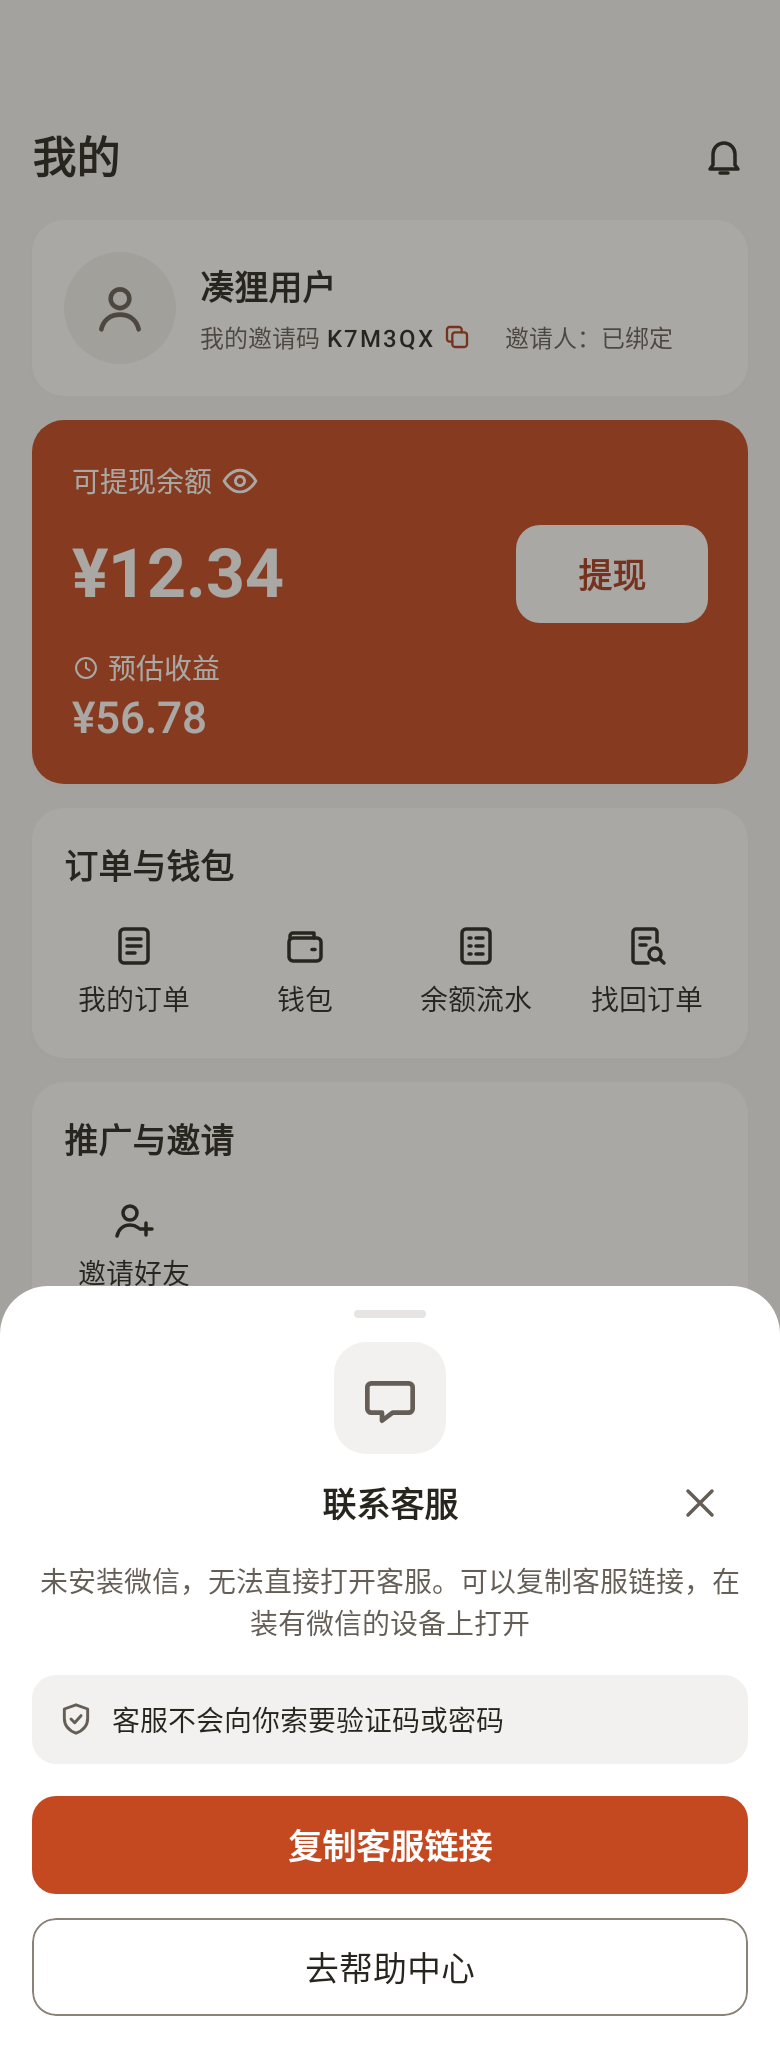 我的
凑狸用户
我的邀请码 K7M3QX 邀请人：已绑定
可提现余额
¥12.34
提现
预估收益
¥56.78
订单与钱包
我的订单 钱包 余额流水 找回订单
推广与邀请
邀请好友
联系客服
未安装微信，无法直接打开客服。可以复制客服链接，在
装有微信的设备上打开
客服不会向你索要验证码或密码
复制客服链接
去帮助中心